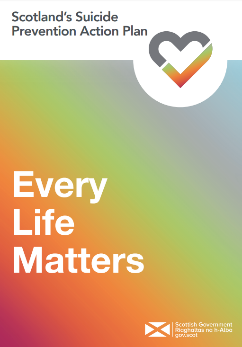 Scotland's Suicide
Prevention Action Plan
Every
Life
Matters
Scottish Government
Riaghaltas na h-Alba
gov.scot